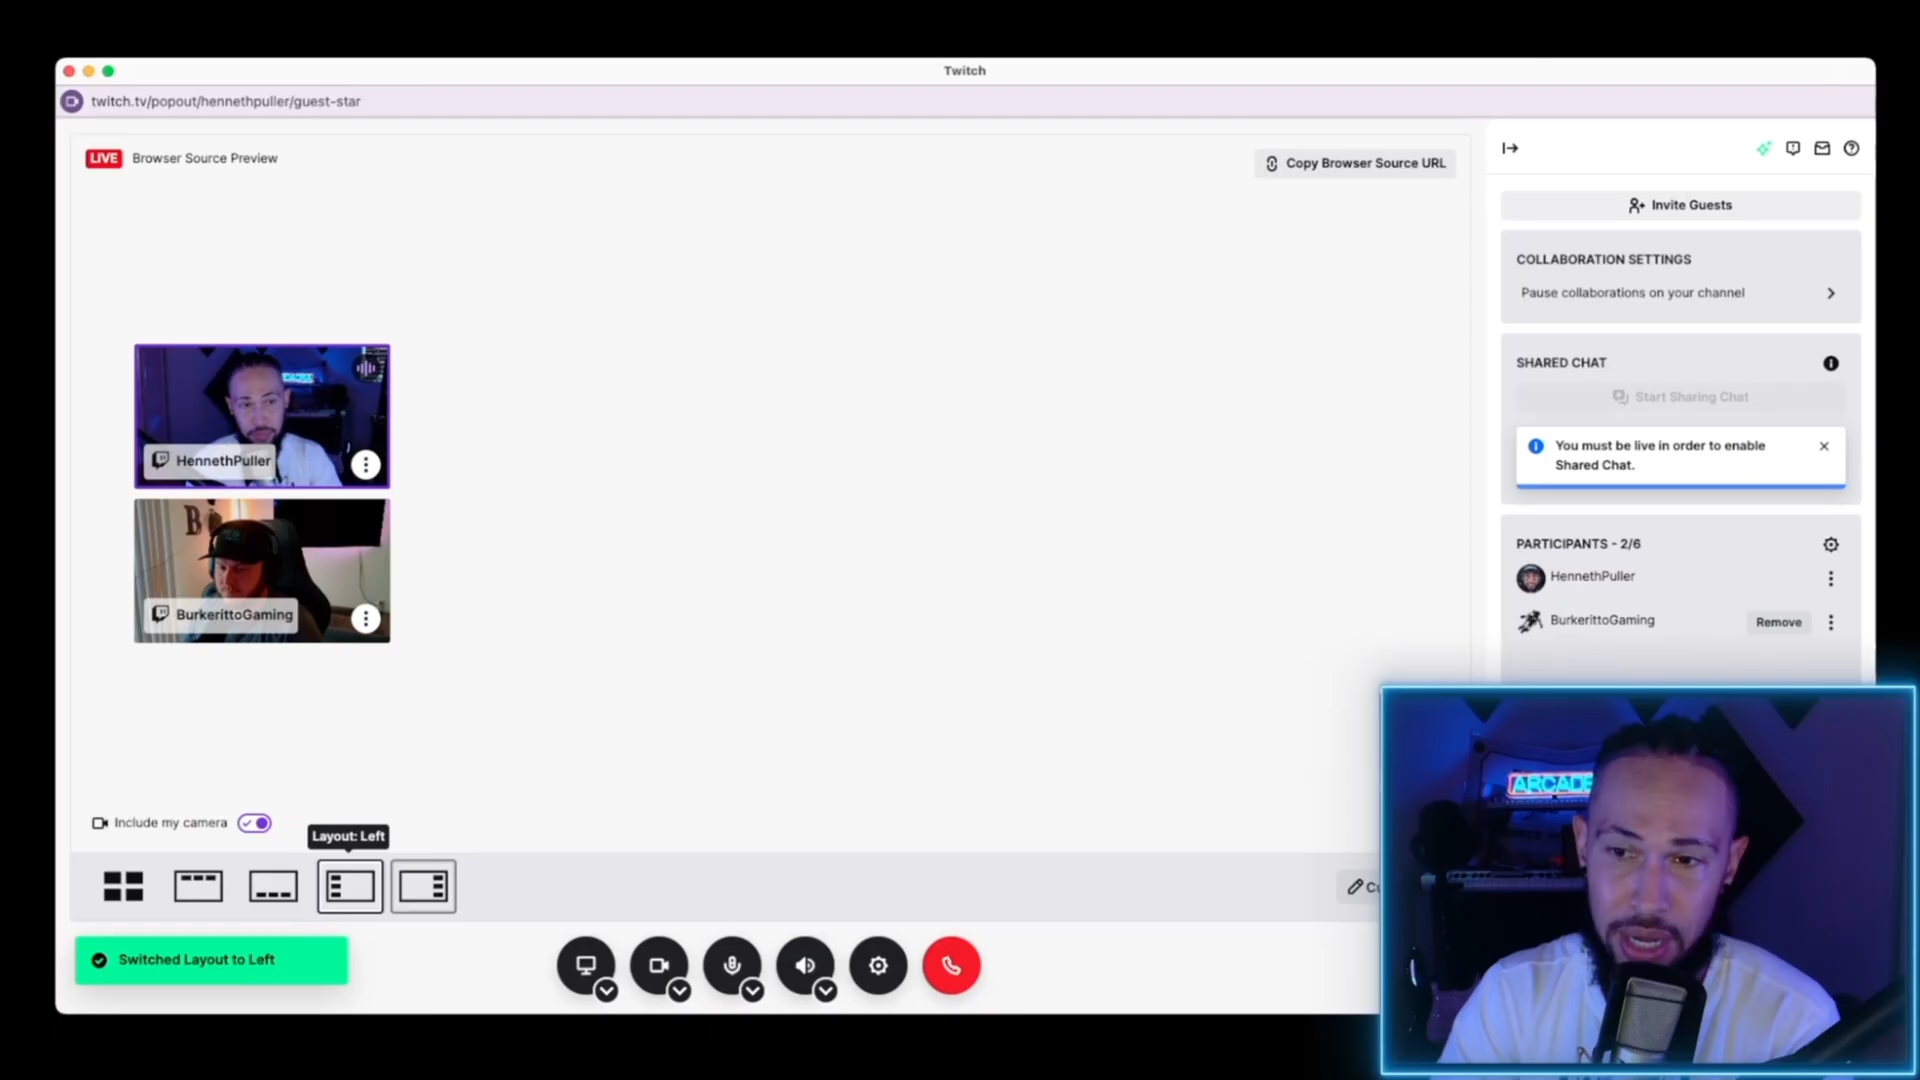 Twitch
twitch.tv/popout/hennethpuller/guest-star
LIVE Browser Source Preview
Copy Browser Source URL
Invite Guests
COLLABORATION SETTINGS
Pause collaborations on your channel
SHARED CHAT
Start Sharing Chat
You must be live in order to enable
Shared Chat.
PARTICIPANTS - 2/6
HennethPuller
BurkerittoGaming Remove
HennethPuller
BurkerittoGaming
Include my camera
Layout: Left
Switched Layout to Left
ARCADE